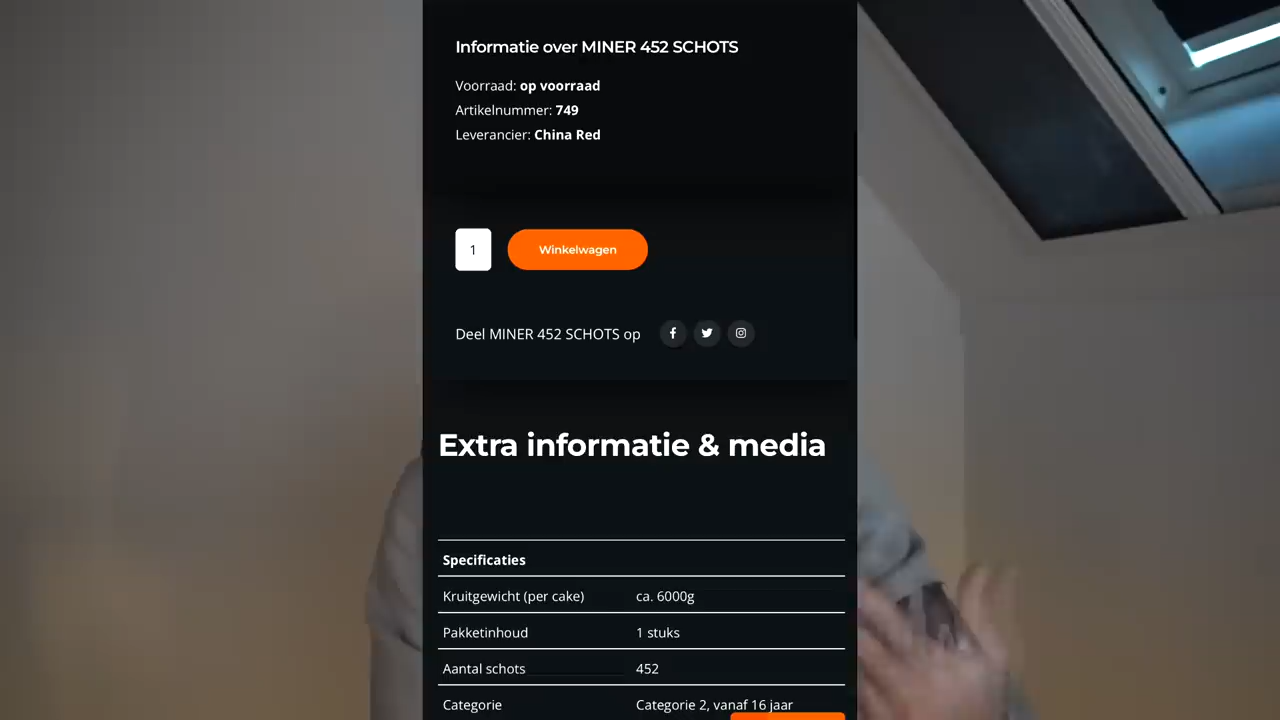 Informatie over MINER 452 SCHOTS
Voorraad: op voorraad
Artikelnummer: 749
Leverancier: China Red
1 Winkelwagen
Deel MINER 452 SCHOTS op
Extra informatie & media
Specificaties
Kruitgewicht (per cake) ca. 6000g
Pakketinhoud 1 stuks
Aantal schots 452
Categorie Categorie 2, vanaf 16 jaar